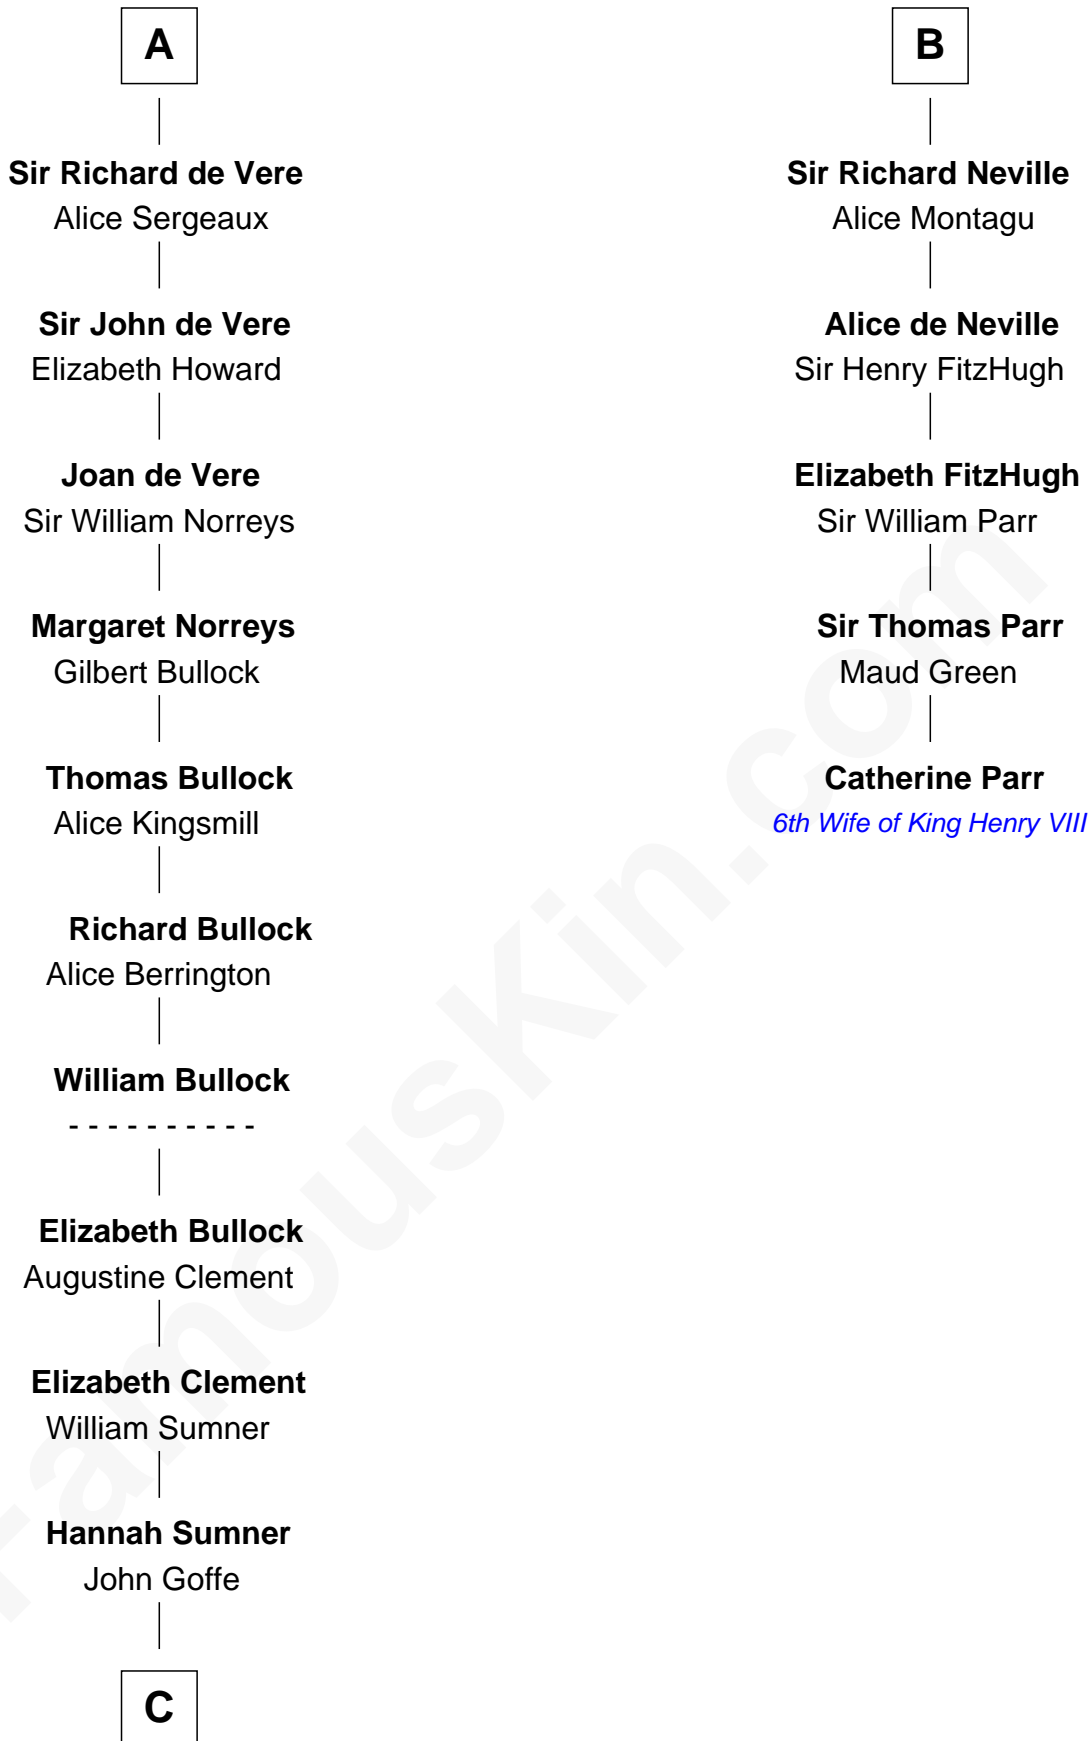 A
Sir Richard de Vere
Alice Sergeaux
Sir John de Vere
Elizabeth Howard
Joan de Vere
Sir William Norreys
Margaret Norreys
Gilbert Bullock
Thomas Bullock
Alice Kingsmill
Richard Bullock
Alice Berrington
William Bullock
- - - - - - - - - -
Elizabeth Bullock
Augustine Clement
Elizabeth Clement
William Sumner
Hannah Sumner
John Goffe
C
B
Sir Richard Neville
Alice Montagu
Alice de Neville
Sir Henry FitzHugh
Elizabeth FitzHugh
Sir William Parr
Sir Thomas Parr
Maud Green
Catherine Parr
6th Wife of King Henry VIII
FamousKin.com